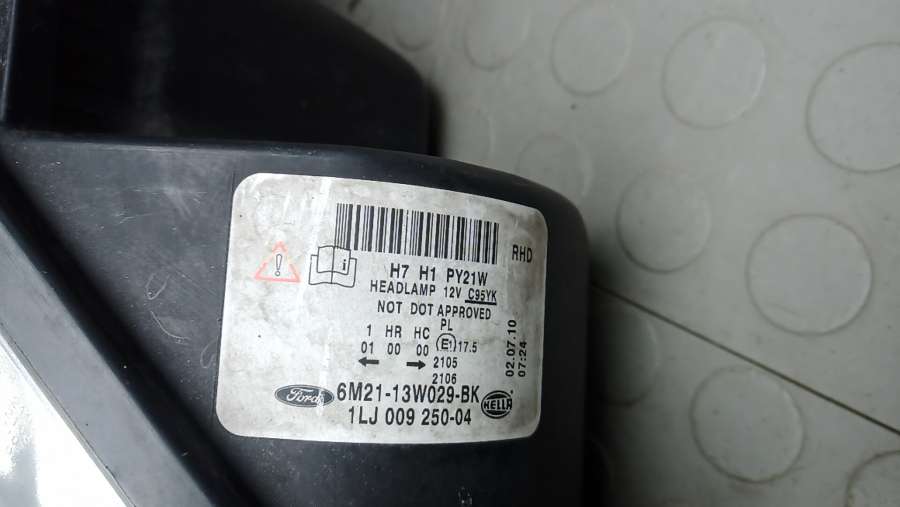 RHD
H7 H1 PY21W
HEADLAMP 12V C95YK
NOT DOT APPROVED
1 HR HC PL
01 00 00 E1 17.5
← → 2105
2106
02.07.10
07:24
Ford 6M21-13W029-BK HELLA
1LJ 009 250-04